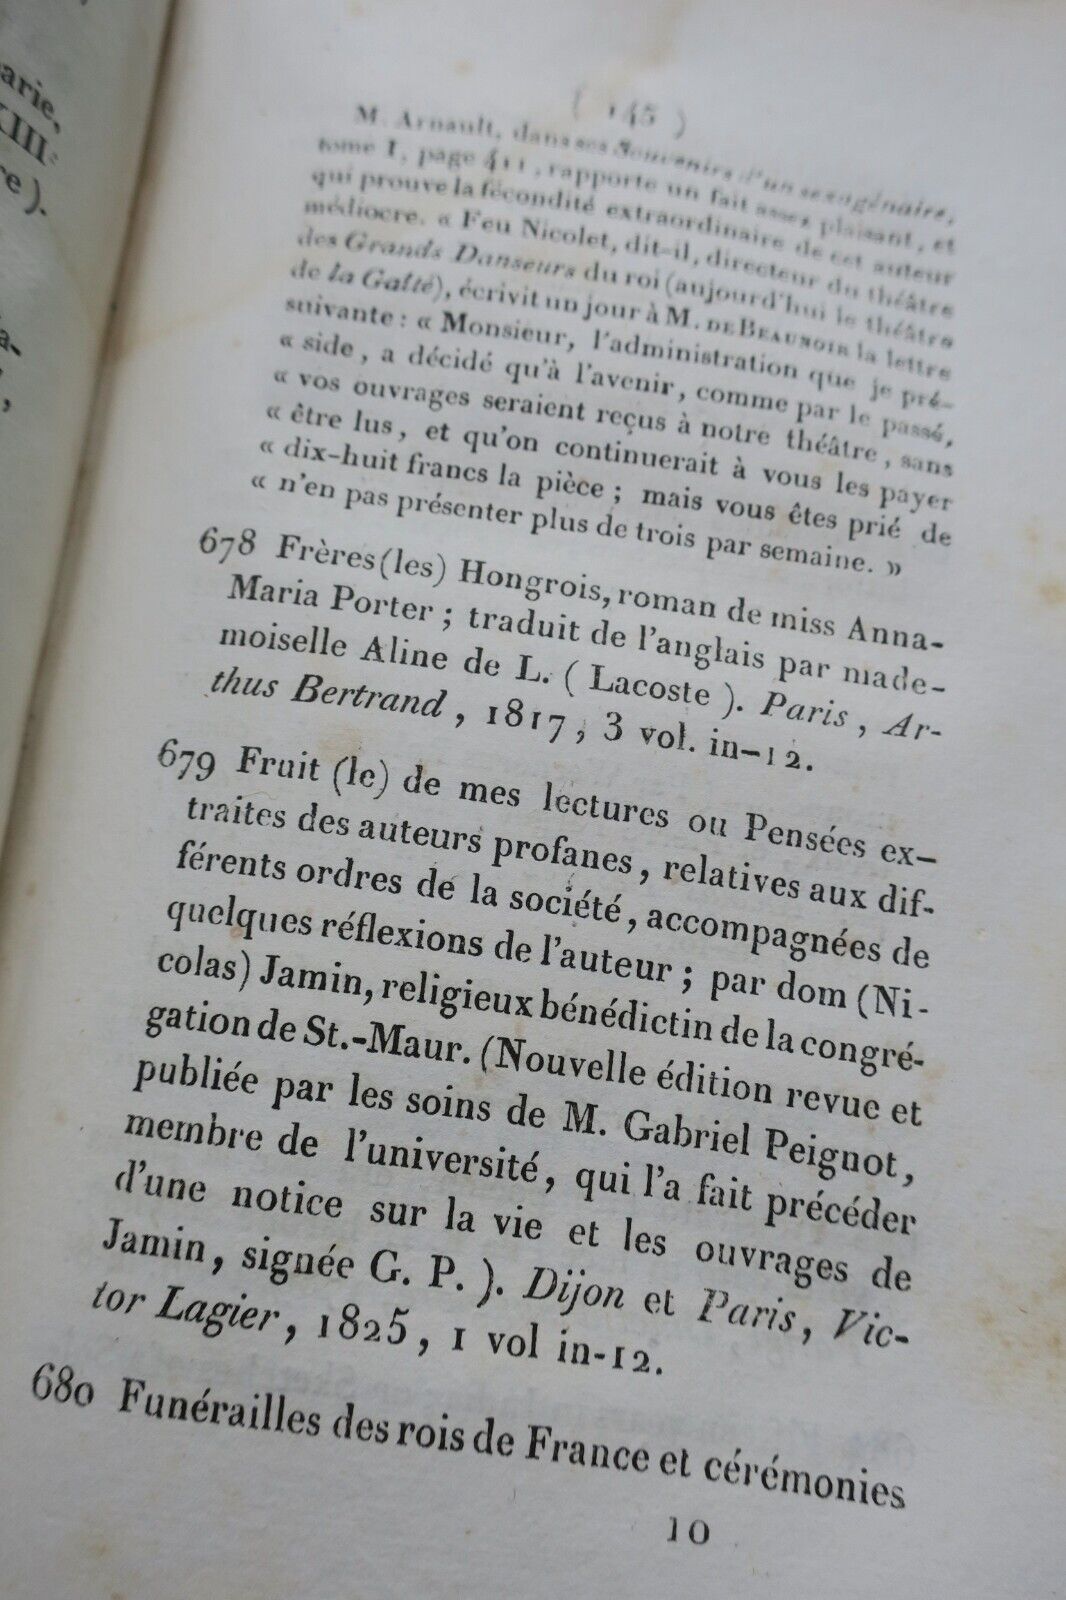 arie,
XIII-
re).
a-
,
( 145 )
M. Arnault, dans ses Souvenirs d'un sexagénaire,
tome I, page 411, rapporte un fait assez plaisant, et
qui prouve la fécondité extraordinaire de cet auteur
médiocre. « Feu Nicolet, dit-il, directeur du théâtre
des Grands Danseurs du roi (aujourd'hui le théâtre
de la Gaîté), écrivit un jour à M. DE BEAUNOIR la lettre
suivante : « Monsieur, l'administration que je pré-
« side, a décidé qu'à l'avenir, comme par le passé,
« vos ouvrages seraient reçus à notre théâtre, sans
« être lus, et qu'on continuerait à vous les payer
« dix-huit francs la pièce ; mais vous êtes prié de
« n'en pas présenter plus de trois par semaine. »
678 Frères (les) Hongrois, roman de miss Anna-
Maria Porter ; traduit de l'anglais par made-
moiselle Aline de L. ( Lacoste ). Paris, Ar-
thus Bertrand, 1817, 3 vol. in-12.
679 Fruit (le) de mes lectures ou Pensées ex-
traites des auteurs profanes, relatives aux dif-
férents ordres de la société, accompagnées de
quelques réflexions de l'auteur ; par dom (Ni-
colas) Jamin, religieux bénédictin de la congré-
gation de St.-Maur. (Nouvelle édition revue et
publiée par les soins de M. Gabriel Peignot,
membre de l'université, qui l'a fait précéder
d'une notice sur la vie et les ouvrages de
Jamin, signée G. P. ). Dijon et Paris, Vic-
tor Lagier, 1825, 1 vol in-12.
680 Funérailles des rois de France et cérémonies
10